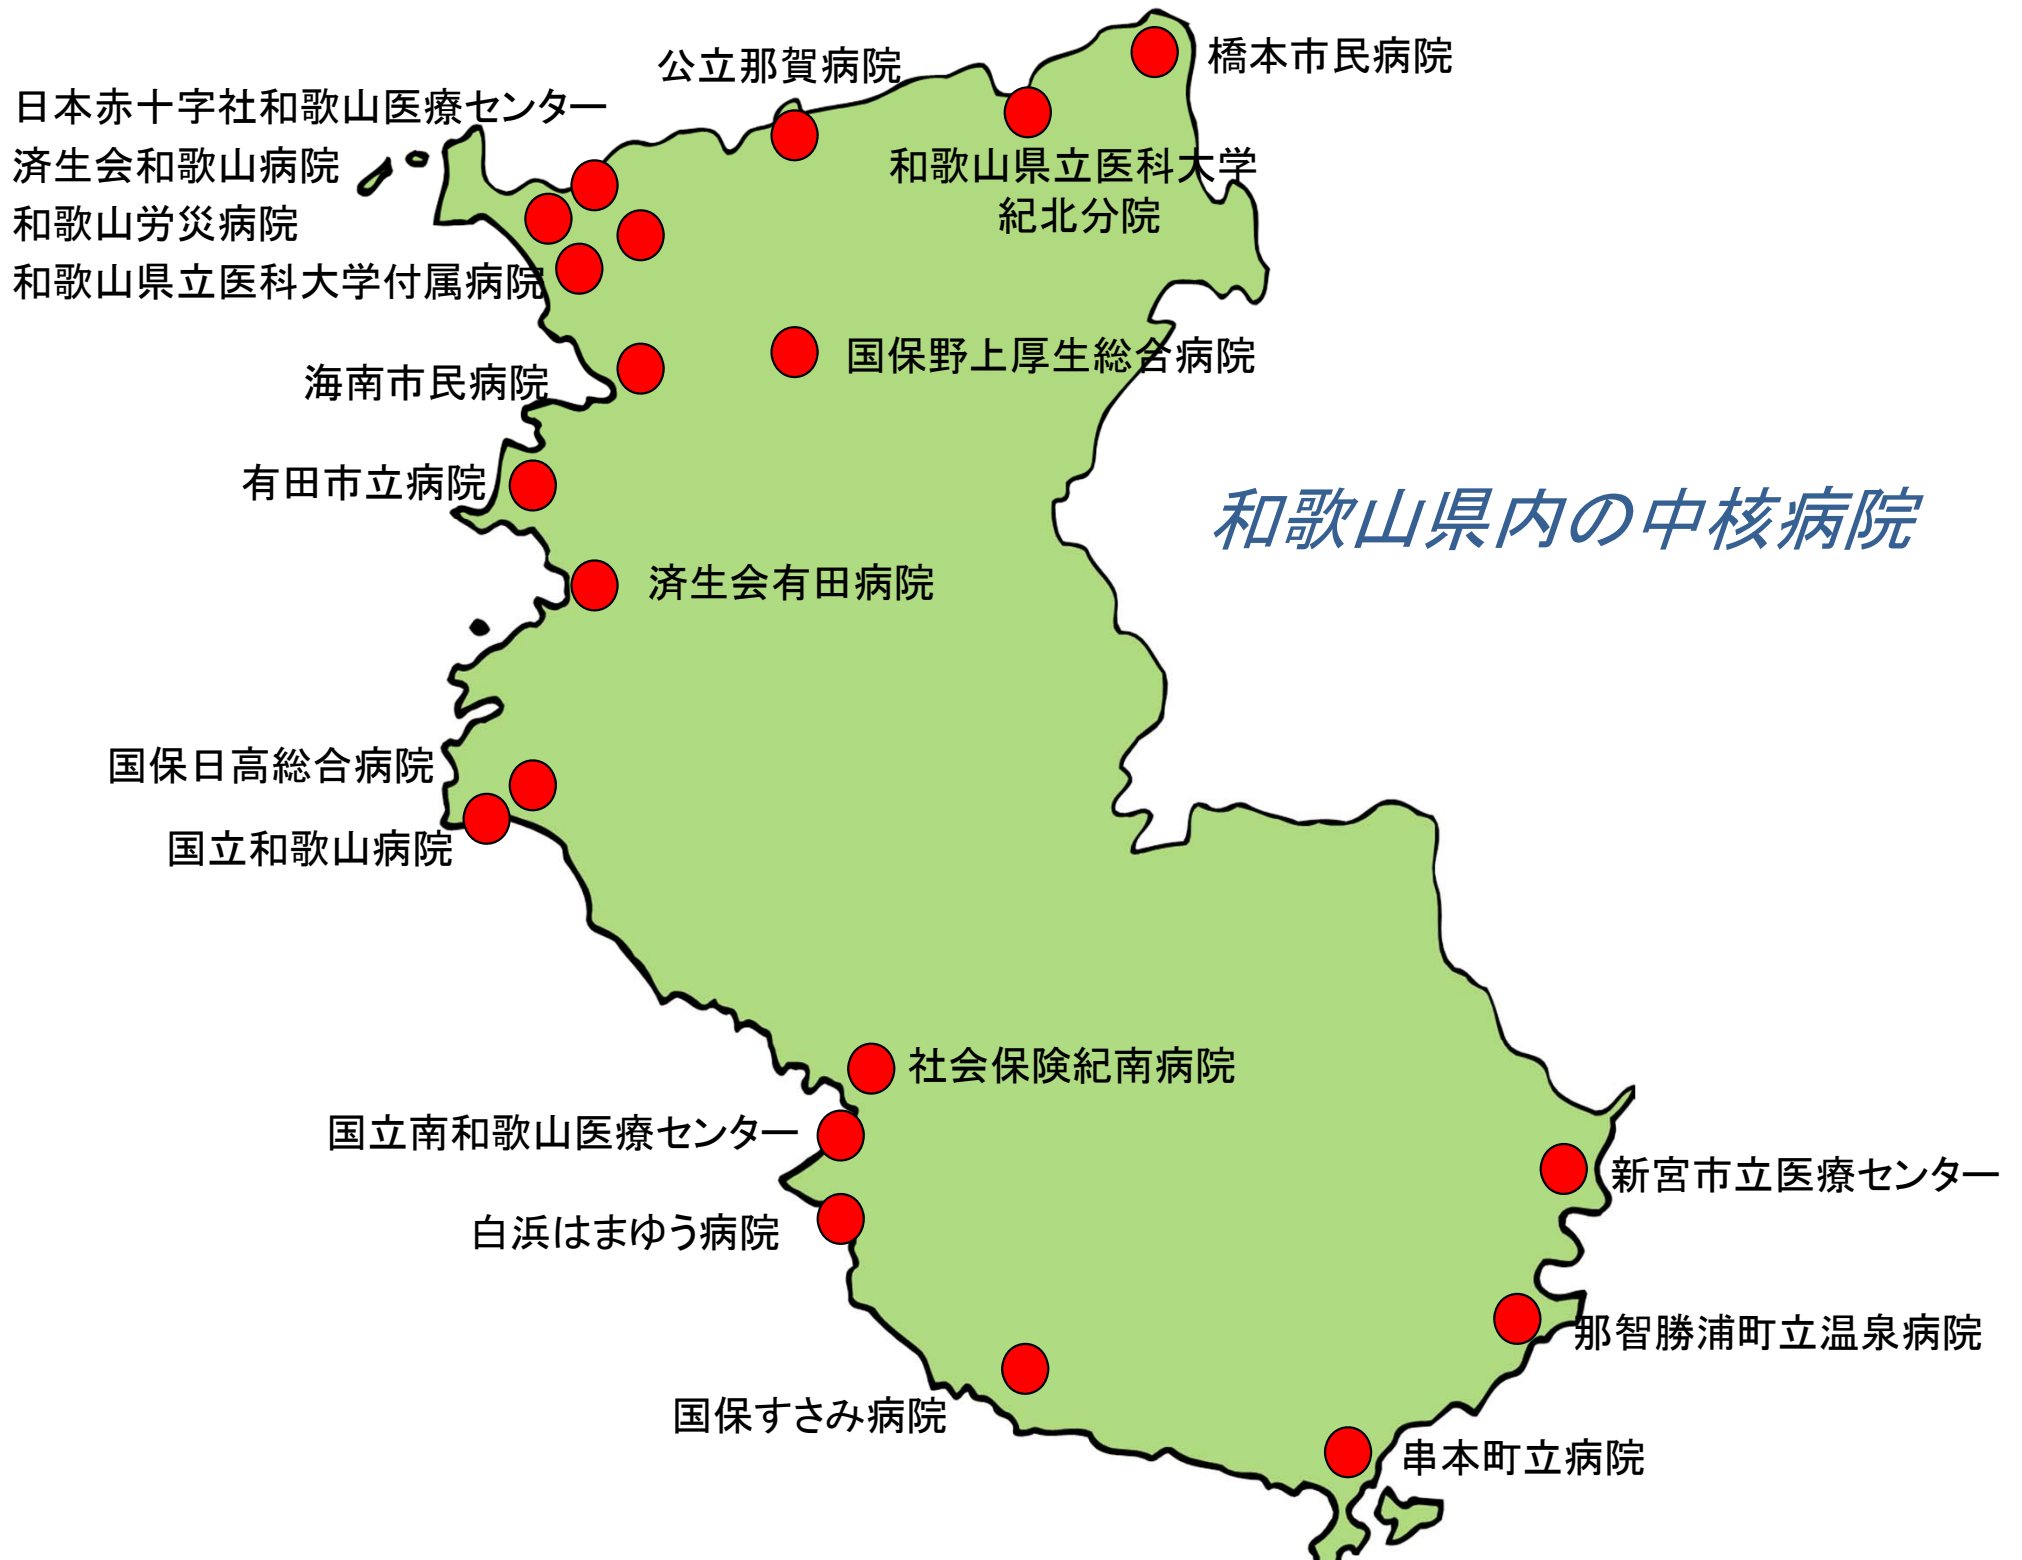 公立那賀病院
橋本市民病院
日本赤十字社和歌山医療センター
済生会和歌山病院
和歌山労災病院
和歌山県立医科大学付属病院
和歌山県立医科大学
紀北分院
国保野上厚生総合病院
海南市民病院
有田市立病院
和歌山県内の中核病院
済生会有田病院
国保日高総合病院
国立和歌山病院
社会保険紀南病院
国立南和歌山医療センター
新宮市立医療センター
白浜はまゆう病院
那智勝浦町立温泉病院
国保すさみ病院
串本町立病院